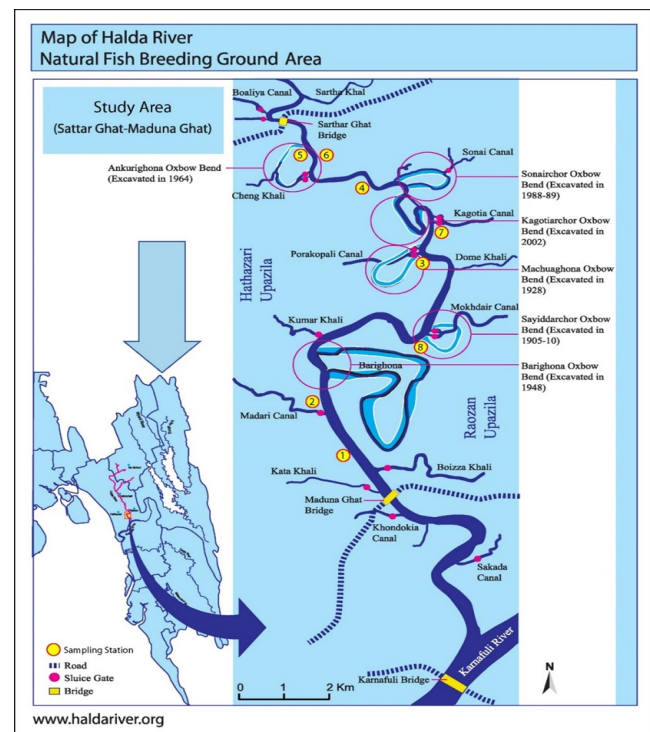 Map of Halda River
Natural Fish Breeding Ground Area
Study Area
(Sattar Ghat-Maduna Ghat)
Boaliya Canal
Sartha Khal
Sarthar Ghat
Bridge
Ankurighona Oxbow Bend
(Excavated in 1964)
5
6
Cheng Khali
4
Sonai Canal
Sonairchor Oxbow
Bend (Excavated in
1988-89)
Kagotia Canal
7
Kagotiarchor Oxbow
Bend (Excavated in
2002)
Porakopali Canal
3
Dome Khali
Machuaghona Oxbow
Bend (Excavated in
1928)
Hathazari
Upazila
Mokhdair Canal
Kumar Khali
8
Sayiddarchor Oxbow
Bend (Excavated in
1905-10)
Barighona
Barighona Oxbow
Bend (Excavated in
1948)
2
Madari Canal
Raozan
Upazila
1
Kata Khali
Boizza Khali
Maduna Ghat
Bridge
Khondokia
Canal
Sakada
Canal
Karnafuli River
Karnafuli Bridge
Sampling Station
Road
Sluice Gate
Bridge
0 1 2 Km
N
www.haldariver.org